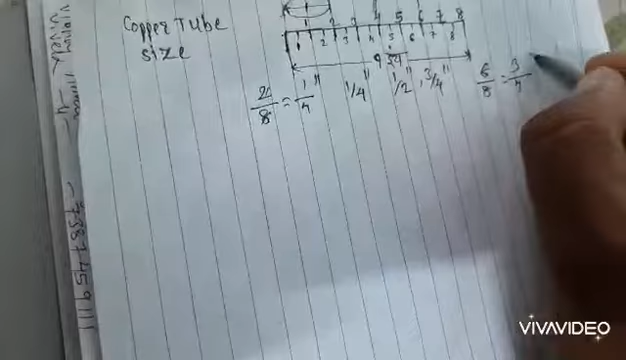 Copper Tube
size
2 3 4 5 6 7 8
1 2 3 4 5 6 7 8
2/8 = 1/4" 1/4" 1/2", 3/4" 6/8 = 3/4
7387459111
VIVAVIDEO